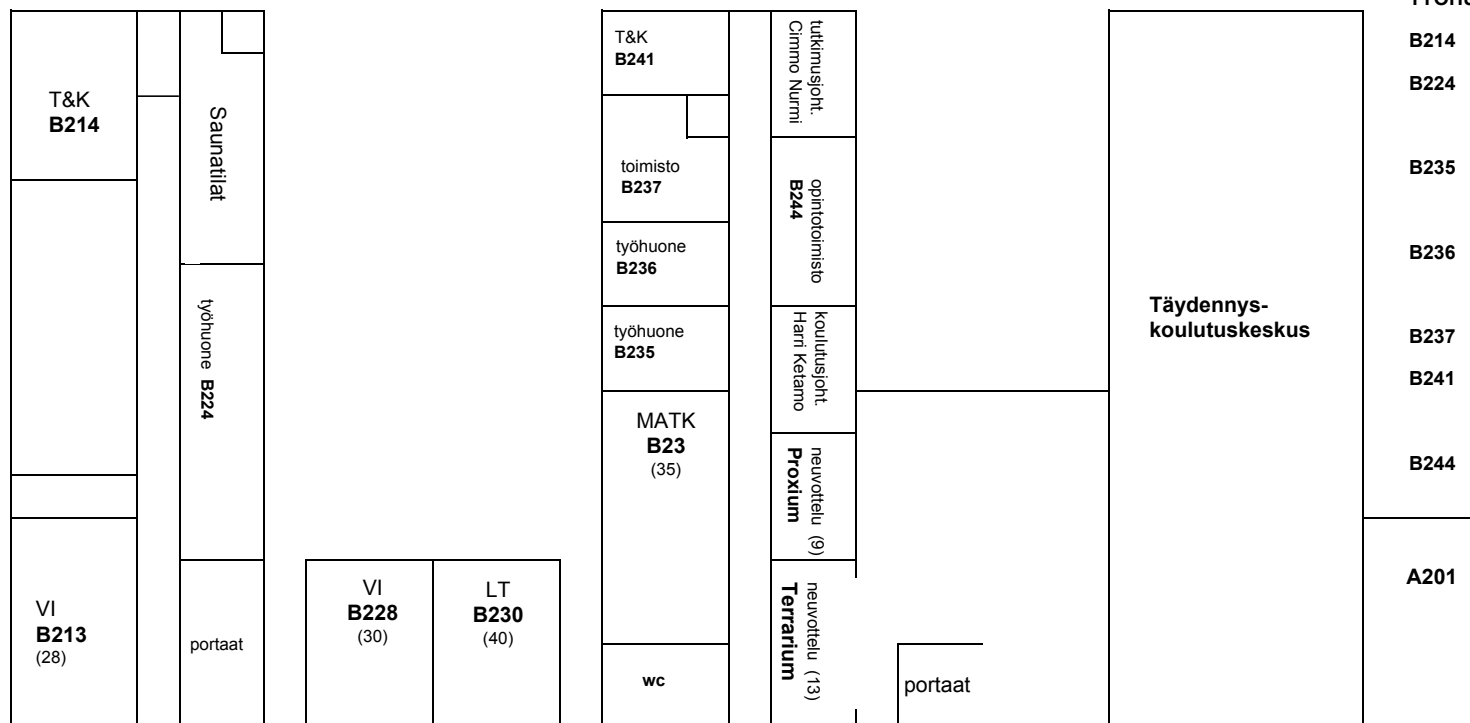 T&K
B214
VI
B213
(28)
Saunatilat
työhuone B224
portaat
VI
B228
(30)
LT
B230
(40)
T&K
B241
toimisto
B237
työhuone
B236
työhuone
B235
MATK
B23
(35)
wc
tutkimusjoht.
Cimmo Nurmi
opintotoimisto
B244
koulutusjoht.
Harri Ketamo
neuvottelu (9)
Proxium
neuvottelu (13)
Terrarium
portaat
Täydennys-
koulutuskeskus
B214
B224
B235
B236
B237
B241
B244
A201